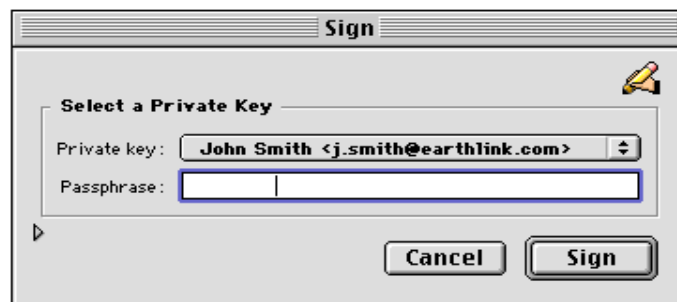 Sign
Select a Private Key
Private key: John Smith <j.smith@earthlink.com>
Passphrase:
Cancel Sign